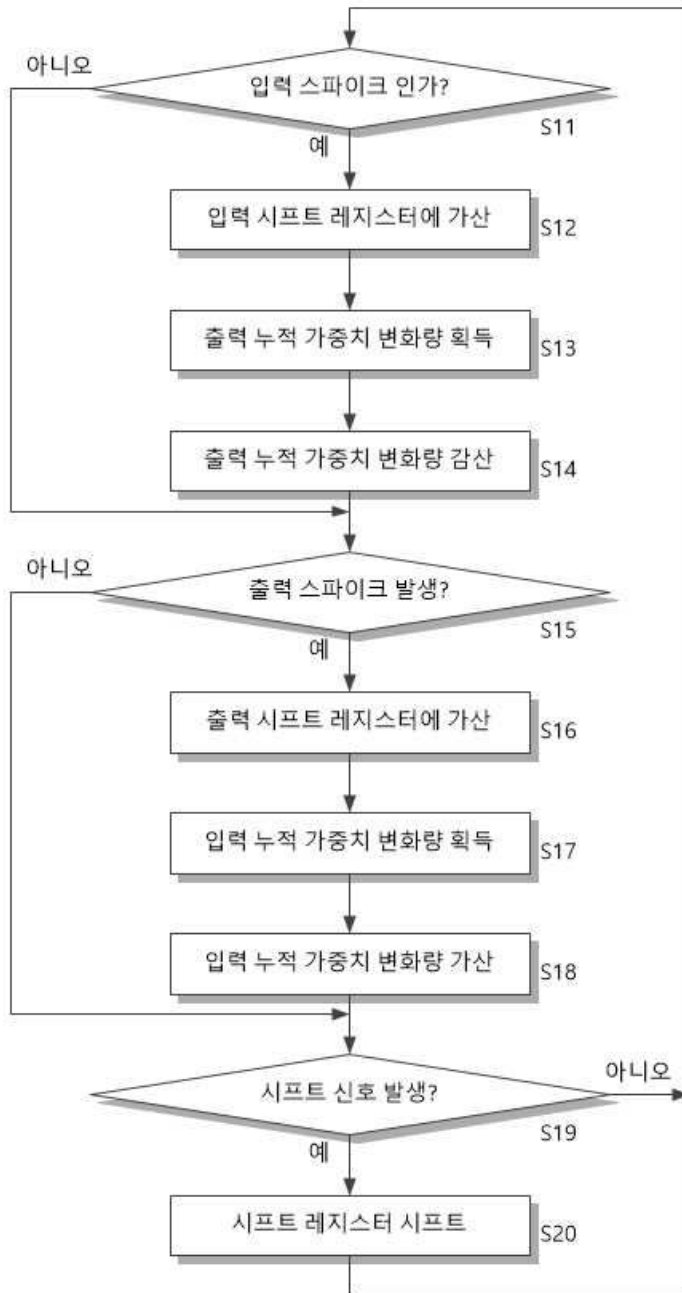 아니오
입력 스파이크 인가?
S11
예
입력 시프트 레지스터에 가산
S12
출력 누적 가중치 변화량 획득
S13
출력 누적 가중치 변화량 감산
S14
아니오
출력 스파이크 발생?
S15
예
출력 시프트 레지스터에 가산
S16
입력 누적 가중치 변화량 획득
S17
입력 누적 가중치 변화량 가산
S18
시프트 신호 발생?
아니오
S19
예
시프트 레지스터 시프트
S20